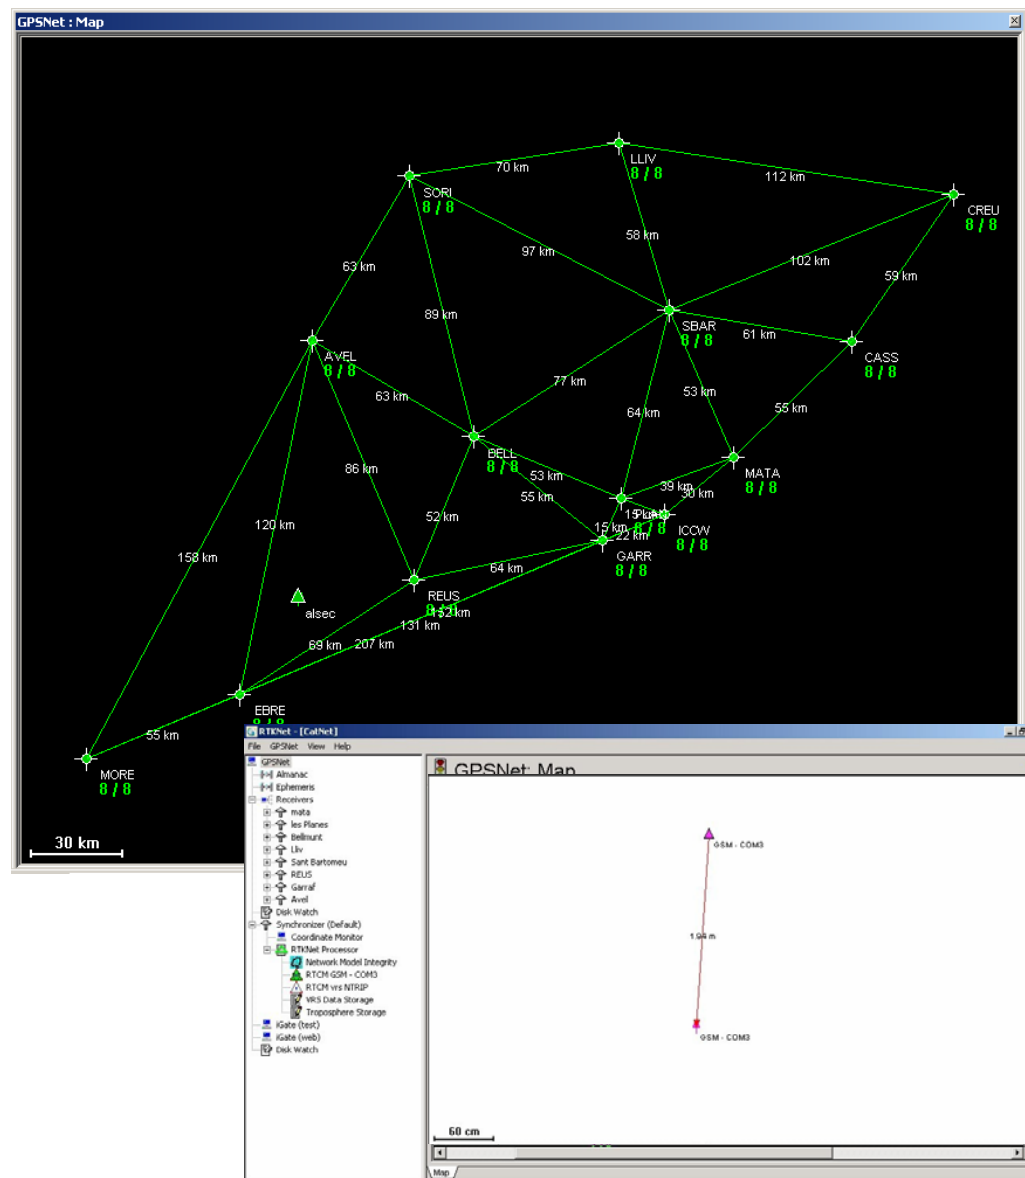 GPSNet : Map
LLIV
8 / 8
70 km
SORI
8 / 8
112 km
CREU
8 / 8
58 km
97 km
102 km
63 km
59 km
89 km
SBAR
8 / 8
61 km
AVEL
8 / 8
CASS
8 / 8
77 km
63 km
53 km
64 km
55 km
BELL
8 / 8
86 km
53 km
MATA
8 / 8
39 km
30 km
55 km
52 km
8 / 8
15 km
ICCW
8 / 8
22 km
GARR
8 / 8
120 km
158 km
64 km
REUS
alsec
131 km
69 km
207 km
EBRE
55 km
MORE
8 / 8
30 km
RTKNet - [CatNet]
File GPSNet View Help
GPSNet
Almanac
Ephemeris
Receivers
mata
les Planes
Bellmunt
Lliv
Sant Bartomeu
REUS
Garraf
Avel
Disk Watch
Synchronizer (Default)
Coordinate Monitor
RTKNet Processor
Network Model Integrity
RTCM GSM - COM3
RTCM vrs NTRIP
VRS Data Storage
Troposphere Storage
iGate (test)
iGate (web)
Disk Watch
GPSNet: Map
GSM - COM3
1.94 m
GSM - COM3
60 cm
Map